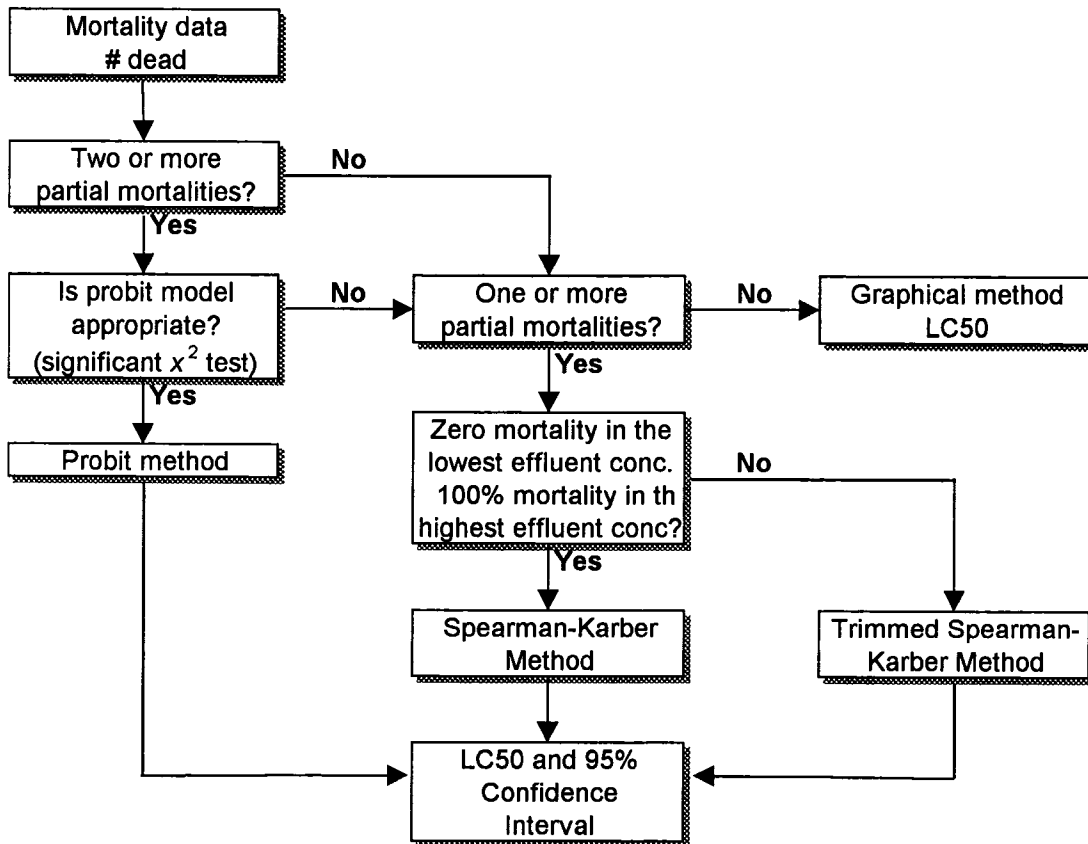 Mortality data
# dead
Two or more
partial mortalities?
No
Yes
Is probit model
appropriate?
(significant x² test)
No
Yes
One or more
partial mortalities?
No
Yes
Graphical method
LC50
Probit method
Zero mortality in the
lowest effluent conc.
100% mortality in th
highest effluent conc?
No
Yes
Spearman-Karber
Method
Trimmed Spearman-
Karber Method
LC50 and 95%
Confidence
Interval